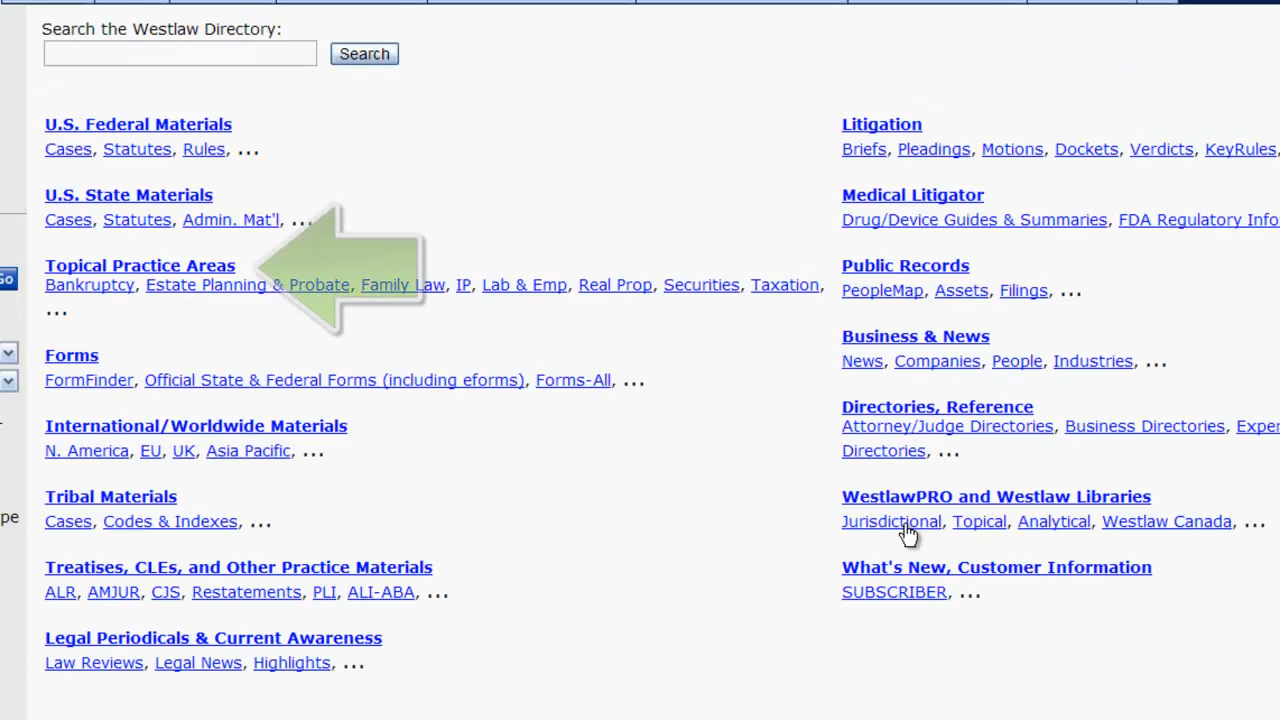 Search the Westlaw Directory:
Search
U.S. Federal Materials
Cases, Statutes, Rules, ...
U.S. State Materials
Cases, Statutes, Admin. Mat'l, ...
Topical Practice Areas
Bankruptcy, Estate Planning & Probate, Family Law, IP, Lab & Emp, Real Prop, Securities, Taxation,
...
Forms
FormFinder, Official State & Federal Forms (including eforms), Forms-All, ...
International/Worldwide Materials
N. America, EU, UK, Asia Pacific, ...
Tribal Materials
Cases, Codes & Indexes, ...
Treatises, CLEs, and Other Practice Materials
ALR, AMJUR, CJS, Restatements, PLI, ALI-ABA, ...
Legal Periodicals & Current Awareness
Law Reviews, Legal News, Highlights, ...
Litigation
Briefs, Pleadings, Motions, Dockets, Verdicts, KeyRules,
Medical Litigator
Drug/Device Guides & Summaries, FDA Regulatory Info
Public Records
PeopleMap, Assets, Filings, ...
Business & News
News, Companies, People, Industries, ...
Directories, Reference
Attorney/Judge Directories, Business Directories, Exper
Directories, ...
WestlawPRO and Westlaw Libraries
Jurisdictional, Topical, Analytical, Westlaw Canada, ...
What's New, Customer Information
SUBSCRIBER, ...